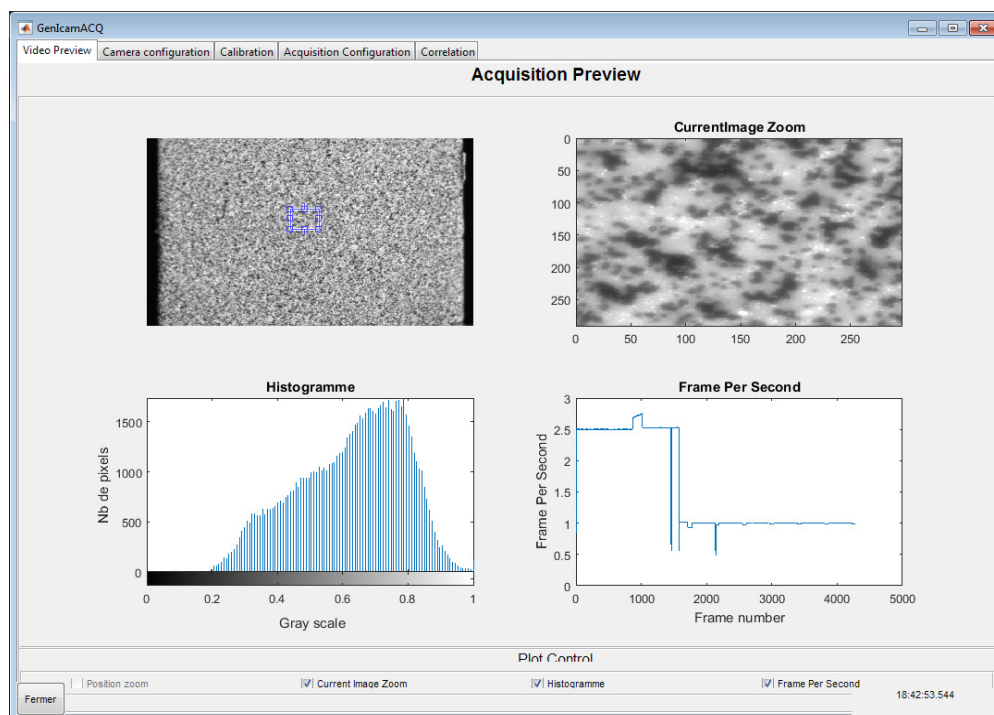 GenIcamACQ
Video Preview Camera configuration Calibration Acquisition Configuration Correlation
Acquisition Preview
CurrentImage Zoom
0
50
100
150
200
250
0 50 100 150 200 250
Histogramme
1500
1000
500
0
Nb de pixels
0 0.2 0.4 0.6 0.8 1
Gray scale
Frame Per Second
3
2.5
2
1.5
1
0.5
0
Frame Per Second
0 1000 2000 3000 4000 5000
Frame number
Plot Control
Position zoom Current Image Zoom Histogramme Frame Per Second
Fermer
18:42:53.544